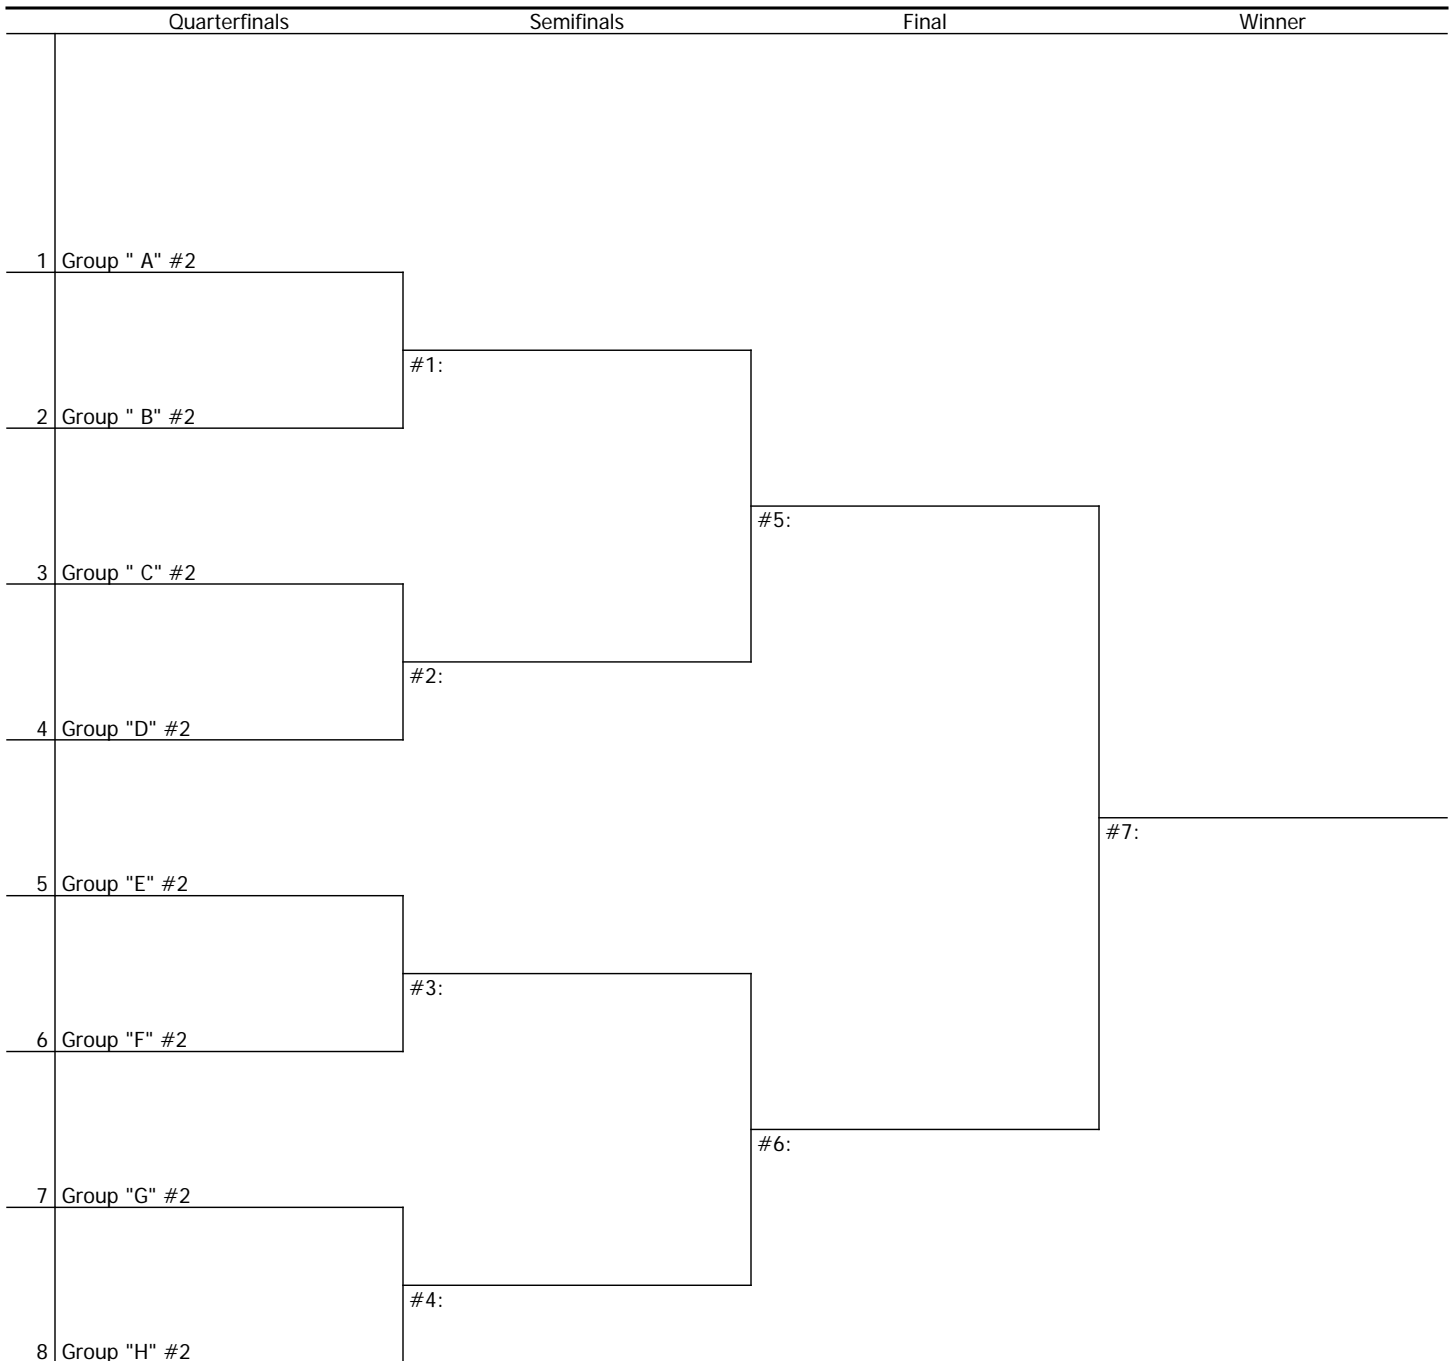 Quarterfinals Semifinals Final Winner
1 Group " A" #2
#1:
2 Group " B" #2
#5:
3 Group " C" #2
#2:
4 Group "D" #2
#7:
5 Group "E" #2
#3:
6 Group "F" #2
#6:
7 Group "G" #2
#4:
8 Group "H" #2